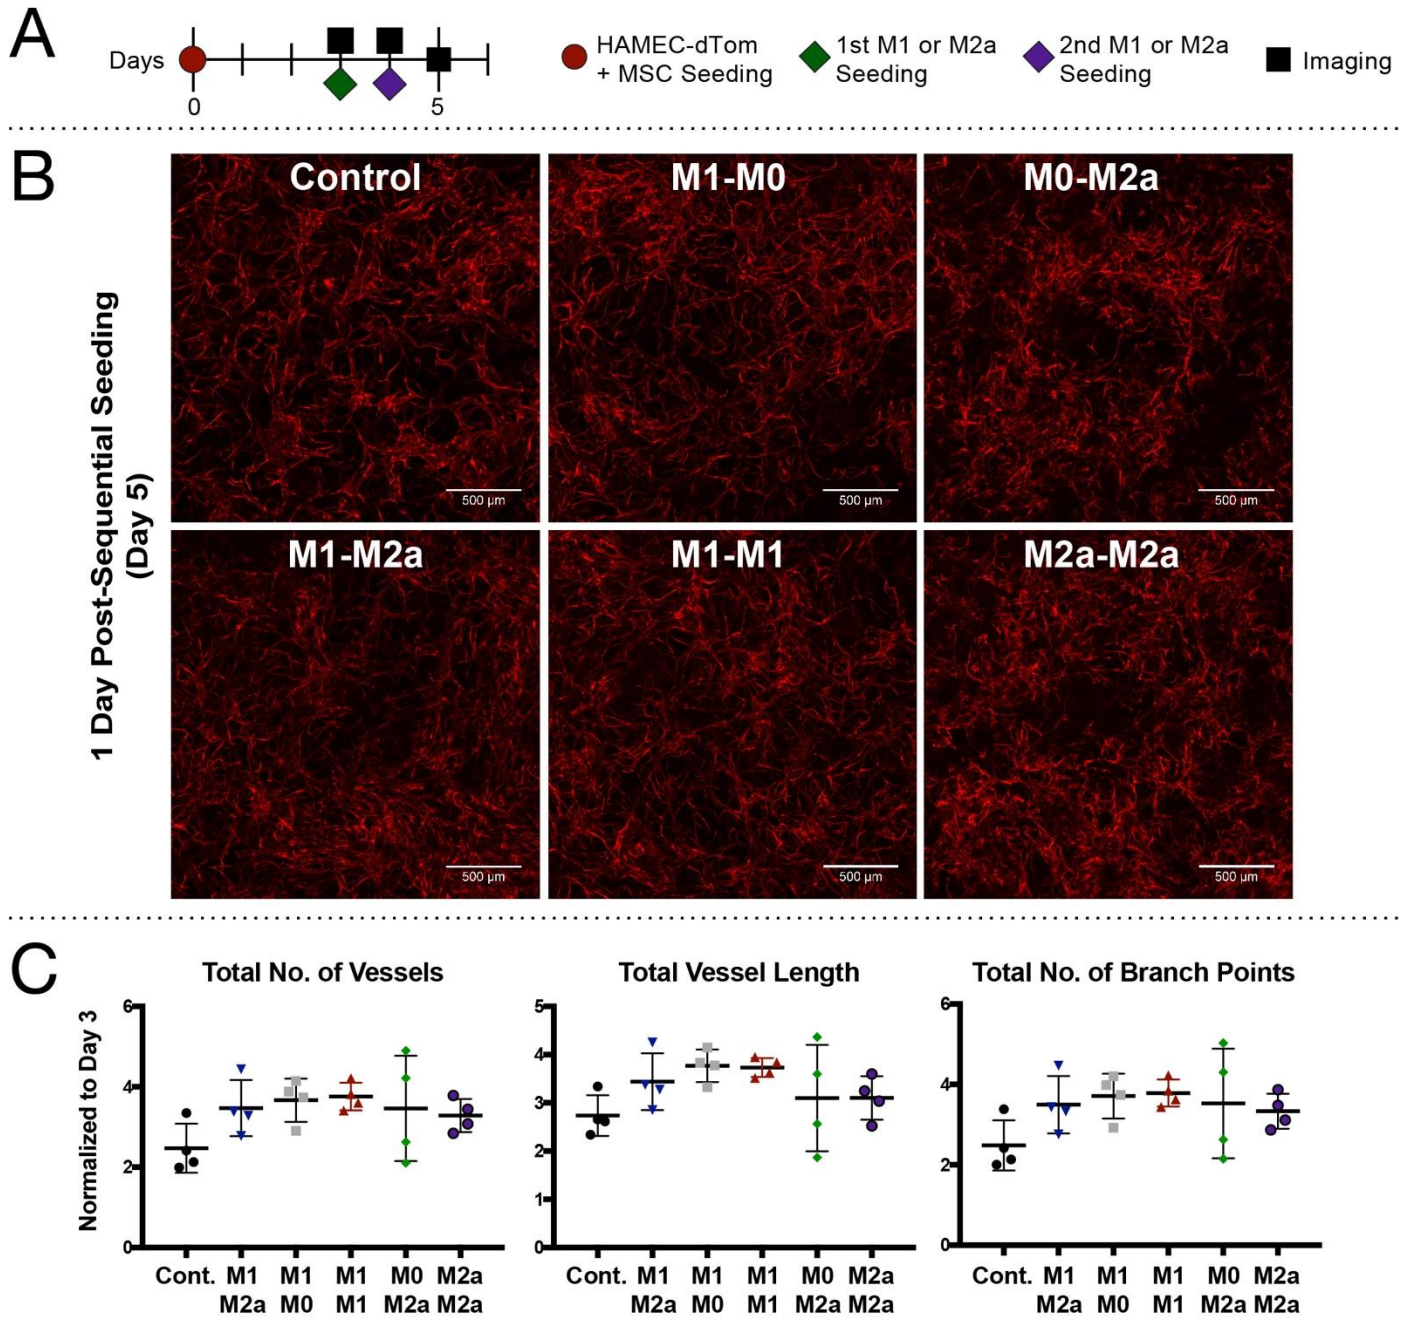 A
Days
0
5
HAMEC-dTom
+ MSC Seeding
1st M1 or M2a
Seeding
2nd M1 or M2a
Seeding
Imaging
B
1 Day Post-Sequential Seeding
(Day 5)
Control
500 µm
M1-M0
500 µm
M0-M2a
500 µm
M1-M2a
500 µm
M1-M1
500 µm
M2a-M2a
500 µm
C
Total No. of Vessels
Normalized to Day 3
6
4
2
0
Cont. M1 M1 M1 M0 M2a
M2a M0 M1 M2a M2a
Total Vessel Length
5
4
3
2
1
0
Cont. M1 M1 M1 M0 M2a
M2a M0 M1 M2a M2a
Total No. of Branch Points
6
4
2
0
Cont. M1 M1 M1 M0 M2a
M2a M0 M1 M2a M2a